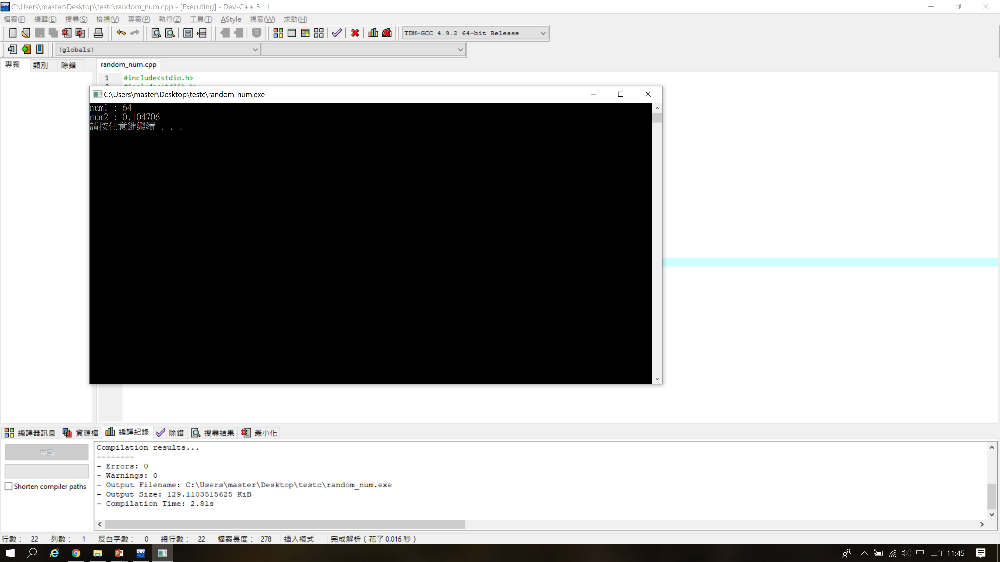 C:\Users\master\Desktop\testc\random_num.cpp - [Executing] - Dev-C++ 5.11
檔案(F) 編輯(E) 搜尋(S) 檢視(V) 專案(P) 執行(Z) 工具(T) AStyle 視窗(W) 求助(H)
TDM-GCC 4.9.2 64-bit Release
(globals)
專案 類別 除錯 random_num.cpp
1 #include<stdio.h>
C:\Users\master\Desktop\testc\random_num.exe
num1 : 64
num2 : 0.104706
請按任意鍵繼續 . . .
編譯器訊息 資源檔 編譯紀錄 除錯 搜尋結果 最小化
中斷
Shorten compiler paths
Compilation results...
--------
- Errors: 0
- Warnings: 0
- Output Filename: C:\Users\master\Desktop\testc\random_num.exe
- Output Size: 129.1103515625 KiB
- Compilation Time: 2.81s
行數： 22 列數： 1 反白字數： 0 總行數： 22 檔案長度： 278 插入模式 完成解析 ( 花了 0.016 秒 )
中 上午 11:45